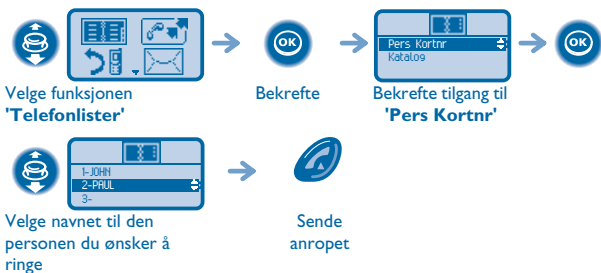 OK
Pers Kortnr
Katalog
OK
Velge funksjonen
'Telefonlister'
Bekrefte
Bekrefte tilgang til
'Pers Kortnr'
1-JOHN
2-PAUL
3-
Velge navnet til den
personen du ønsker å
ringe
Sende
anropet